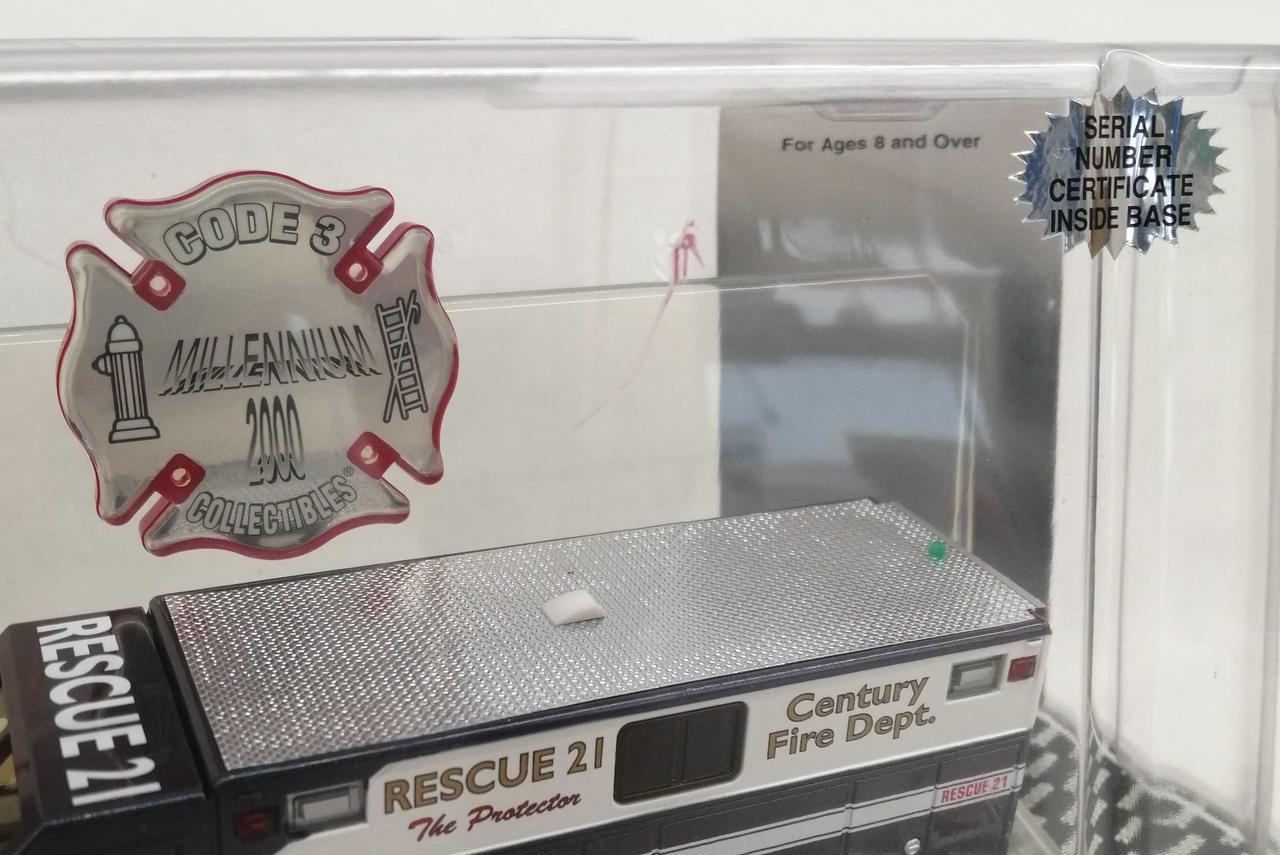 For Ages 8 and Over
SERIAL
NUMBER
CERTIFICATE
INSIDE BASE
CODE 3
MILLENNIUM
2000
COLLECTIBLES®
RESCUE 21
RESCUE 21
The Protector
Century
Fire Dept.
RESCUE 21